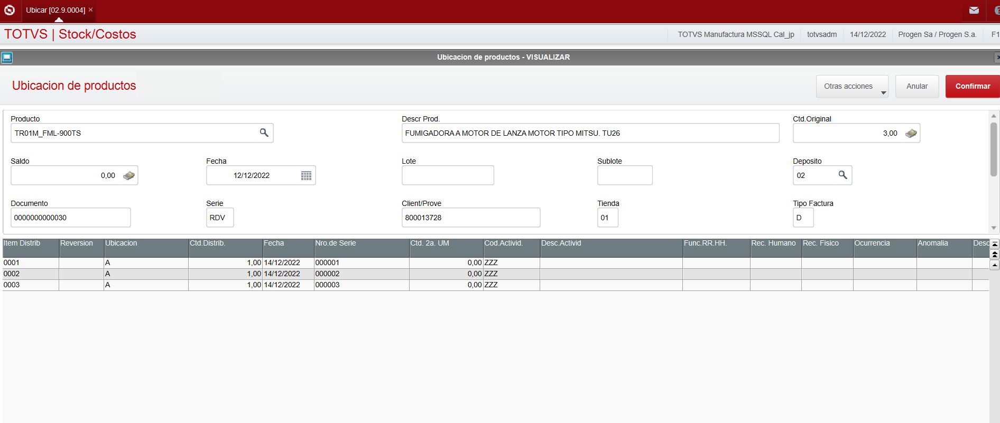 Ubicar [02.9.0004] ×
TOTVS | Stock/Costos
TOTVS Manufactura MSSQL Cal_jp
totvsadm
14/12/2022
Progen Sa / Progen S.a.
F1
Ubicacion de productos - VISUALIZAR
Ubicacion de productos
Otras acciones
Anular
Confirmar
Producto
Descr Prod.
Ctd.Original
TR01M_FML-900TS
FUMIGADORA A MOTOR DE LANZA MOTOR TIPO MITSU. TU26
3,00
Saldo
Fecha
Lote
Sublote
Deposito
0,00
12/12/2022
02
Documento
Serie
Client/Prove
Tienda
Tipo Factura
0000000000030
RDV
800013728
01
D
Item Distrib Reversion Ubicacion Ctd.Distrib. Fecha Nro.de Serie Ctd. 2a. UM Cod.Activid. Desc.Activid Func.RR.HH. Rec. Humano Rec. Fisico Ocurrencia Anomalia Desc
0001 A 1,00 14/12/2022 000001 0,00 ZZZ
0002 A 1,00 14/12/2022 000002 0,00 ZZZ
0003 A 1,00 14/12/2022 000003 0,00 ZZZ